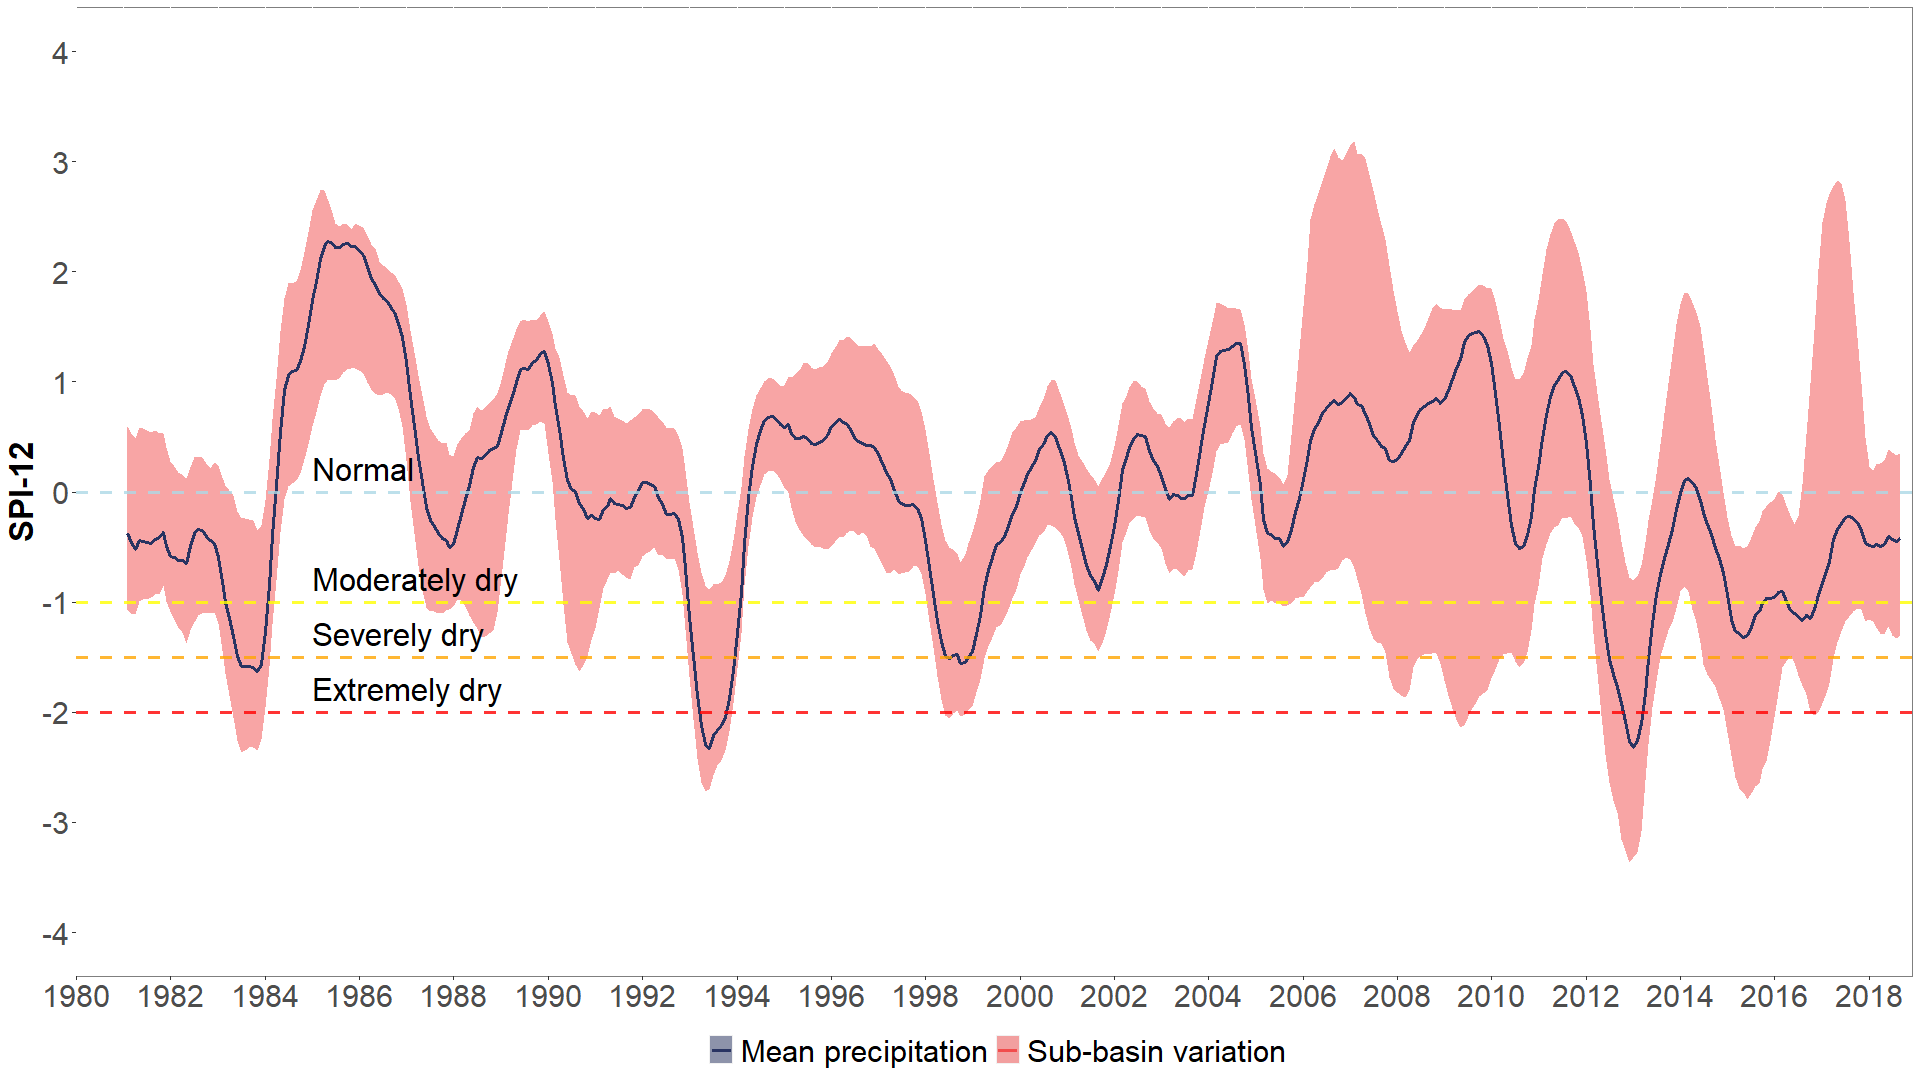 4
3
2
1
0
-1
-2
-3
-4
SPI-12
Normal
Moderately dry
Severely dry
Extremely dry
1980 1982 1984 1986 1988 1990 1992 1994 1996 1998 2000 2002 2004 2006 2008 2010 2012 2014 2016 2018
Mean precipitation Sub-basin variation